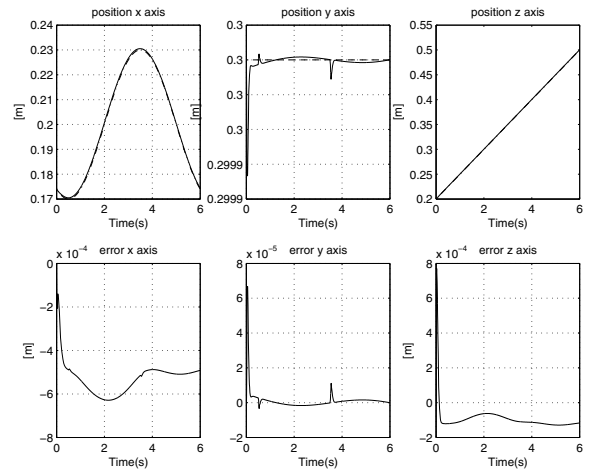 position x axis
position y axis
position z axis
0.24
0.23
0.22
0.21
0.2
0.19
0.18
0.17
[m]
0 2 4 6
Time(s)
0.3
0.3
0.3
0.2999
0.2999
[m]
0 2 4 6
Time(s)
0.55
0.5
0.45
0.4
0.35
0.3
0.25
0.2
[m]
0 2 4 6
Time(s)
x 10⁻⁴ error x axis
0
−2
−4
−6
−8
[m]
0 2 4 6
Time(s)
x 10⁻⁵ error y axis
8
6
4
2
0
−2
0 2 4 6
Time(s)
x 10⁻⁴ error z axis
8
6
4
2
0
−2
[m]
0 2 4 6
Time(s)